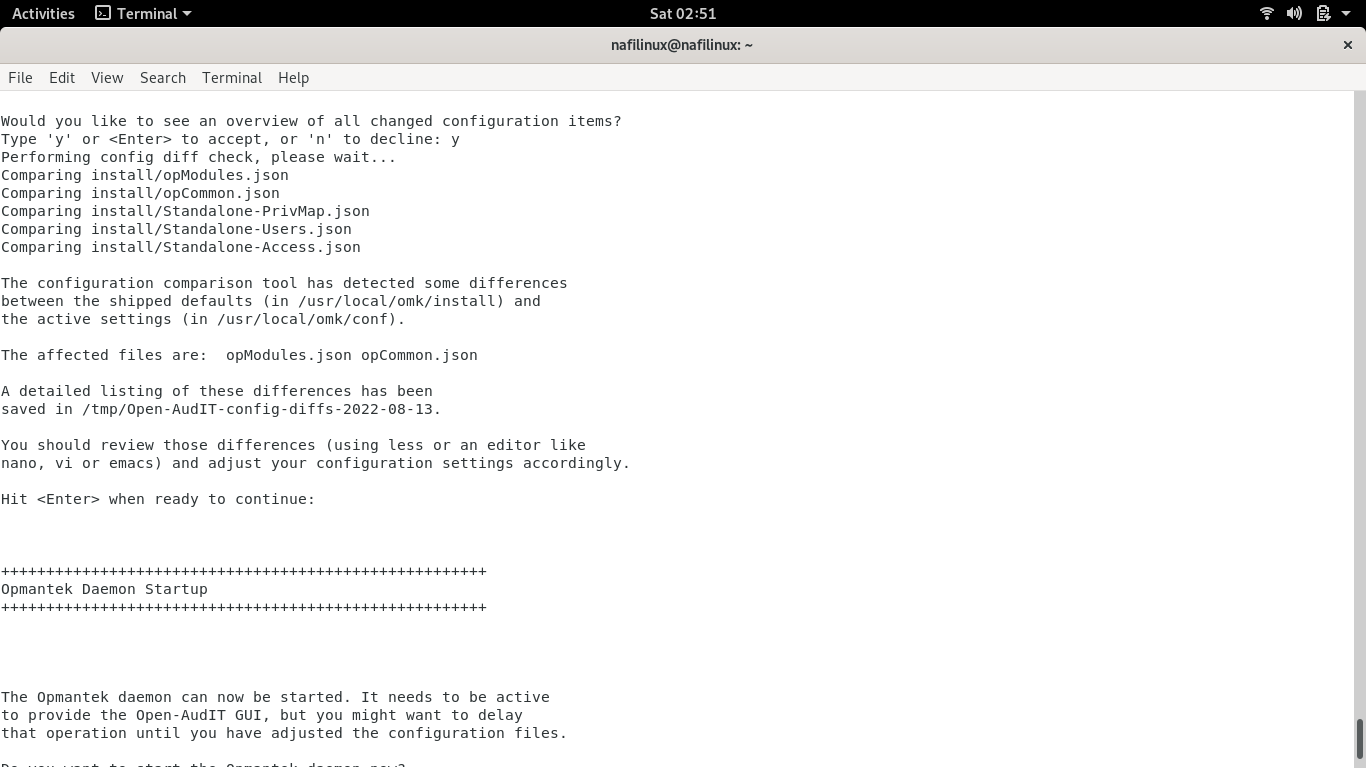 Activities Terminal Sat 02:51
nafilinux@nafilinux: ~ ×
File Edit View Search Terminal Help
Would you like to see an overview of all changed configuration items?
Type 'y' or <Enter> to accept, or 'n' to decline: y
Performing config diff check, please wait...
Comparing install/opModules.json
Comparing install/opCommon.json
Comparing install/Standalone-PrivMap.json
Comparing install/Standalone-Users.json
Comparing install/Standalone-Access.json
The configuration comparison tool has detected some differences
between the shipped defaults (in /usr/local/omk/install) and
the active settings (in /usr/local/omk/conf).
The affected files are:  opModules.json opCommon.json
A detailed listing of these differences has been
saved in /tmp/Open-AudIT-config-diffs-2022-08-13.
You should review those differences (using less or an editor like
nano, vi or emacs) and adjust your configuration settings accordingly.
Hit <Enter> when ready to continue:
++++++++++++++++++++++++++++++++++++++++++++++++++++++
Opmantek Daemon Startup
++++++++++++++++++++++++++++++++++++++++++++++++++++++
The Opmantek daemon can now be started. It needs to be active
to provide the Open-AudIT GUI, but you might want to delay
that operation until you have adjusted the configuration files.
Do you want to start the Opmantek daemon now?